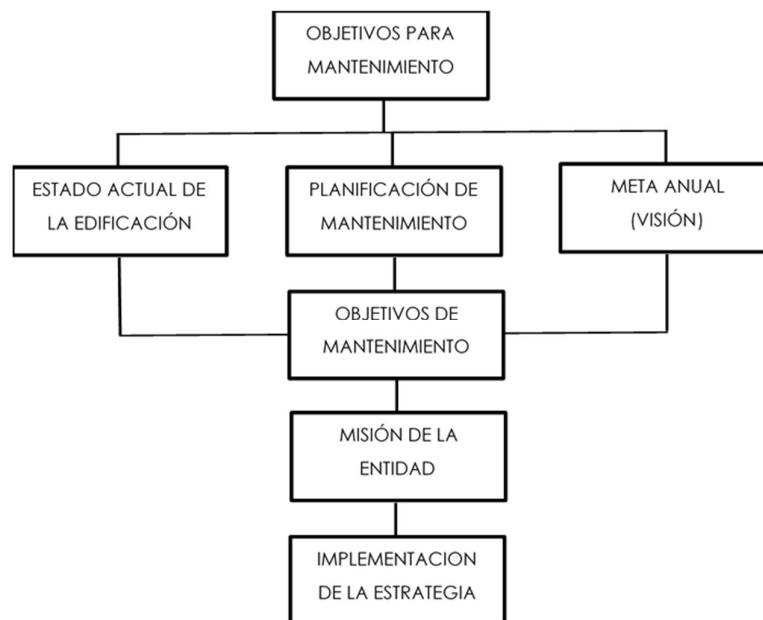 OBJETIVOS PARA
MANTENIMIENTO
ESTADO ACTUAL DE
LA EDIFICACIÓN
PLANIFICACIÓN DE
MANTENIMIENTO
META ANUAL
(VISIÓN)
OBJETIVOS DE
MANTENIMIENTO
MISIÓN DE LA
ENTIDAD
IMPLEMENTACION
DE LA ESTRATEGIA